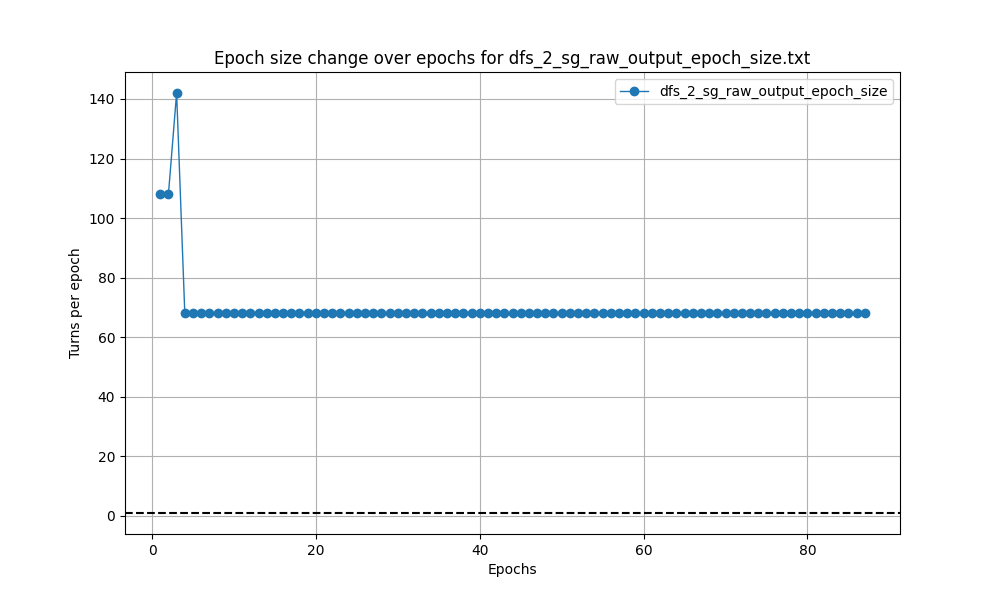 Epoch size change over epochs for dfs_2_sg_raw_output_epoch_size.txt
dfs_2_sg_raw_output_epoch_size
Turns per epoch
140
120
100
80
60
40
20
0
0 20 40 60 80
Epochs